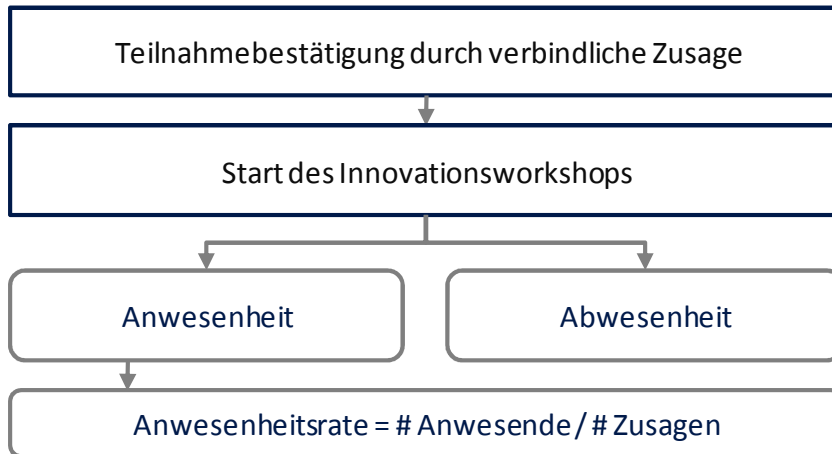 Teilnahmebestätigung durch verbindliche Zusage
Start des Innovationsworkshops
Anwesenheit
Abwesenheit
Anwesenheitsrate = # Anwesende / # Zusagen